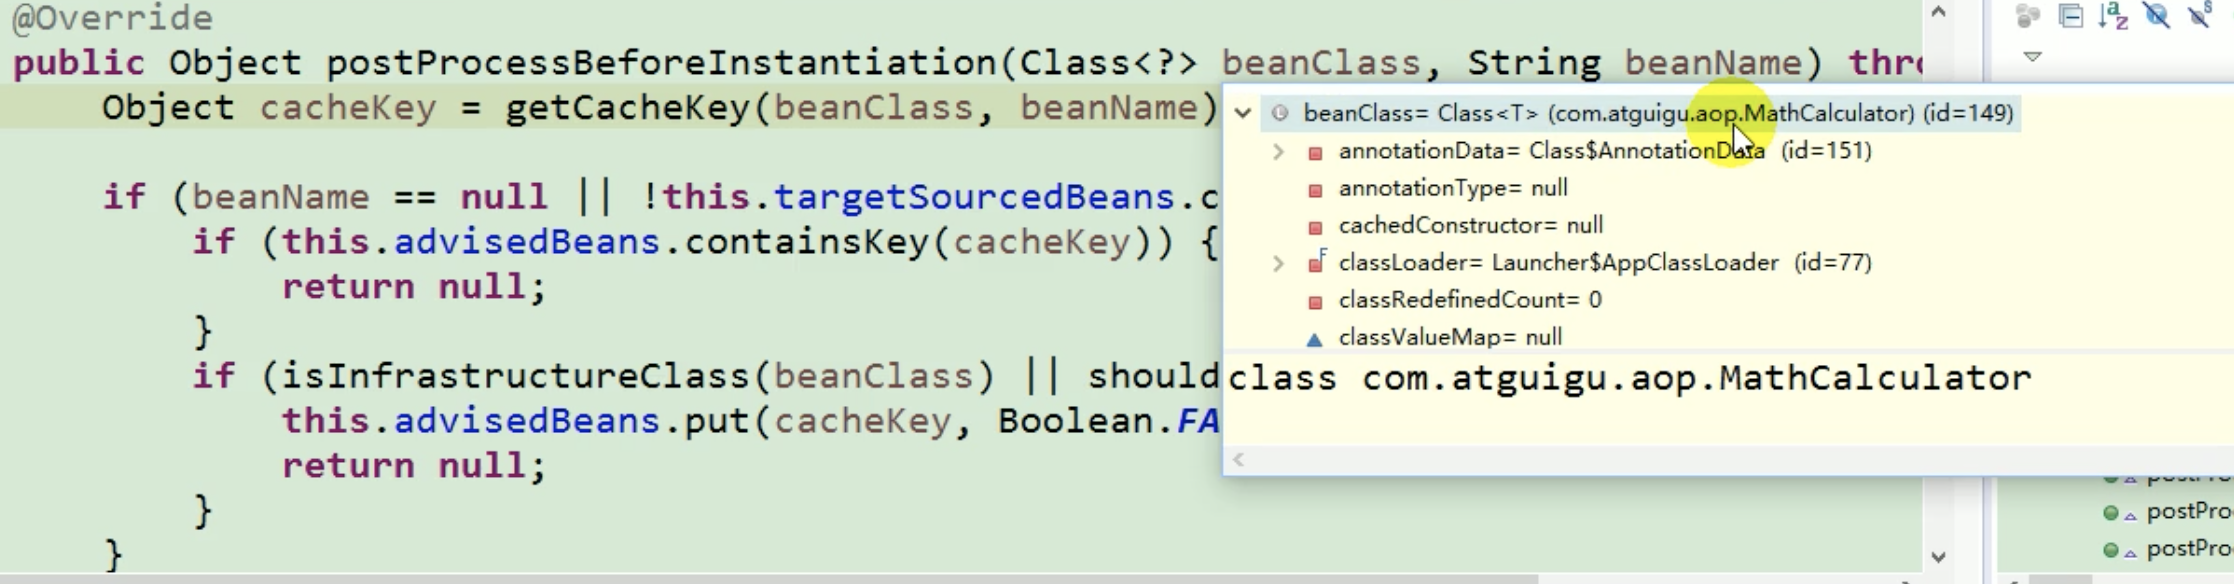 @Override
public Object postProcessBeforeInstantiation(Class<?> beanClass, String beanName) thr
Object cacheKey = getCacheKey(beanClass, beanName)
if (beanName == null || !this.targetSourcedBeans.c
if (this.advisedBeans.containsKey(cacheKey)) {
return null;
}
if (isInfrastructureClass(beanClass) || should
this.advisedBeans.put(cacheKey, Boolean.FA
return null;
}
}
beanClass= Class<T> (com.atguigu.aop.MathCalculator) (id=149)
annotationData= Class$AnnotationData (id=151)
annotationType= null
cachedConstructor= null
classLoader= Launcher$AppClassLoader (id=77)
classRedefinedCount= 0
classValueMap= null
class com.atguigu.aop.MathCalculator
postPro
postPro